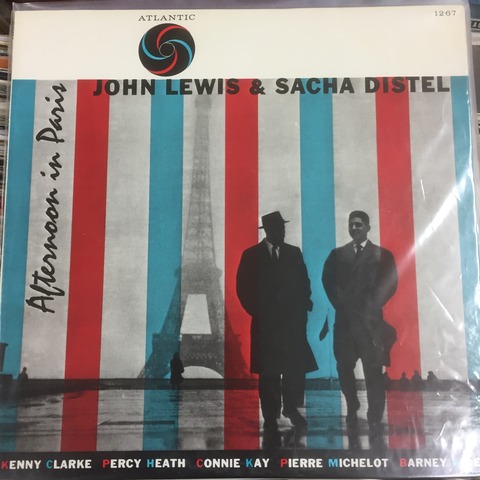 ATLANTIC
1267
JOHN LEWIS & SACHA DISTEL
Afternoon in Paris
KENNY CLARKE PERCY HEATH CONNIE KAY PIERRE MICHELOT BARNEY